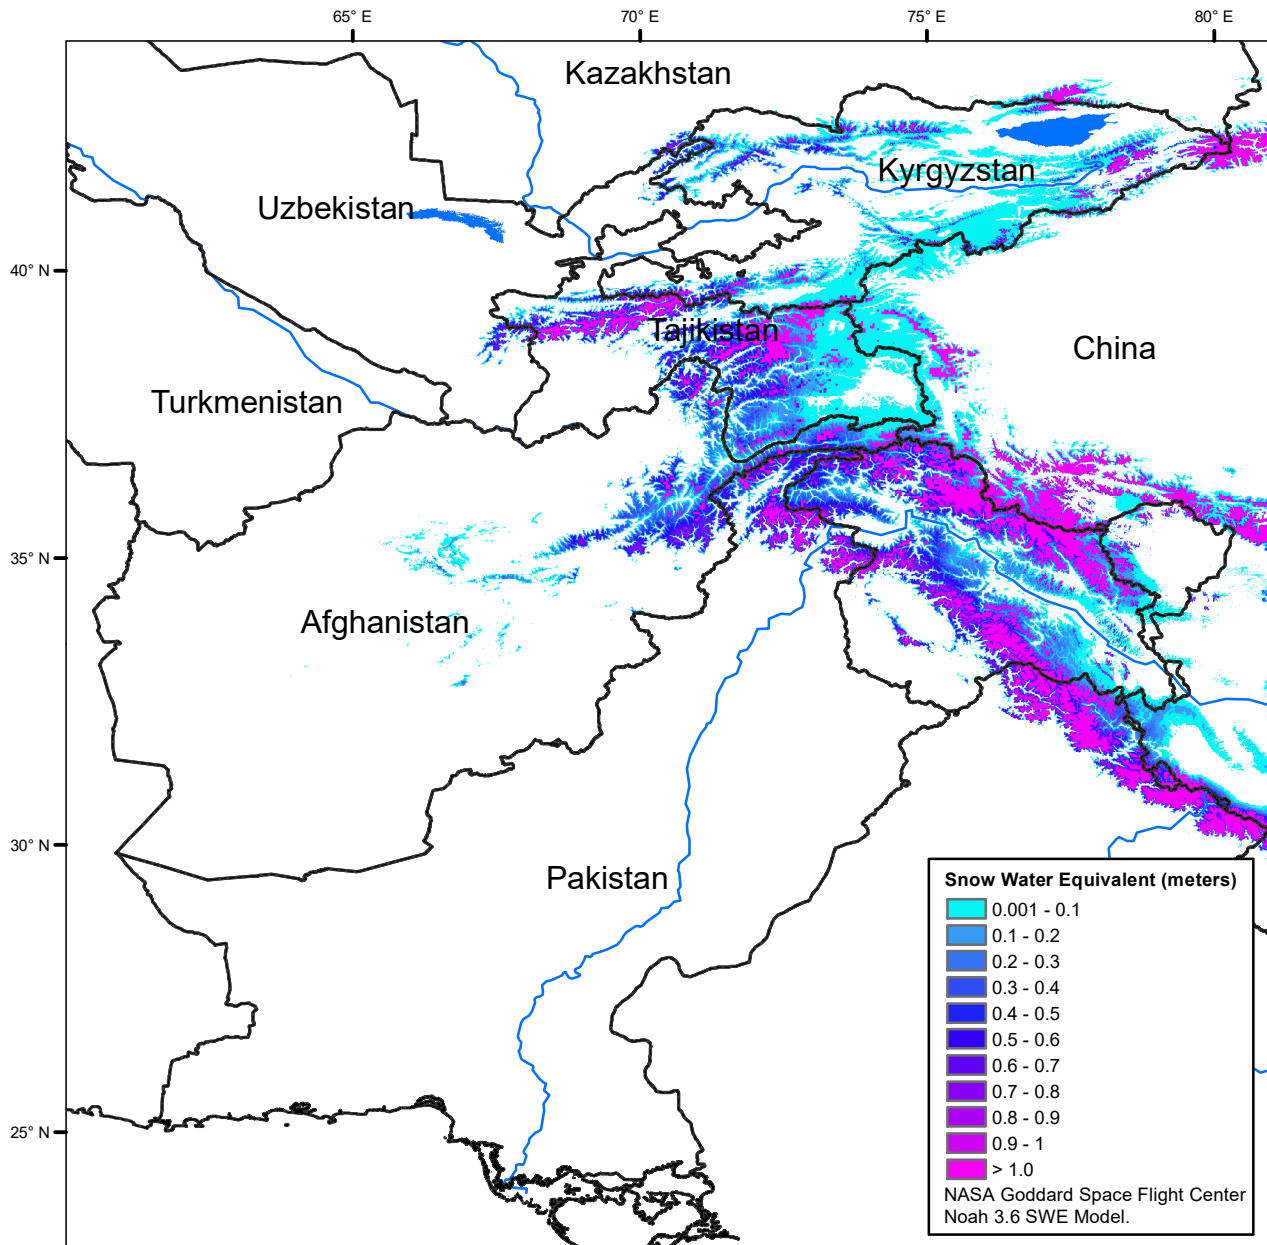 65° E
70° E
75° E
80° E
Kazakhstan
Kyrgyzstan
Uzbekistan
40° N
Tajikistan
China
Turkmenistan
35° N
Afghanistan
30° N
Pakistan
25° N
Snow Water Equivalent (meters)
0.001 - 0.1
0.1 - 0.2
0.2 - 0.3
0.3 - 0.4
0.4 - 0.5
0.5 - 0.6
0.6 - 0.7
0.7 - 0.8
0.8 - 0.9
0.9 - 1
> 1.0
NASA Goddard Space Flight Center
Noah 3.6 SWE Model.